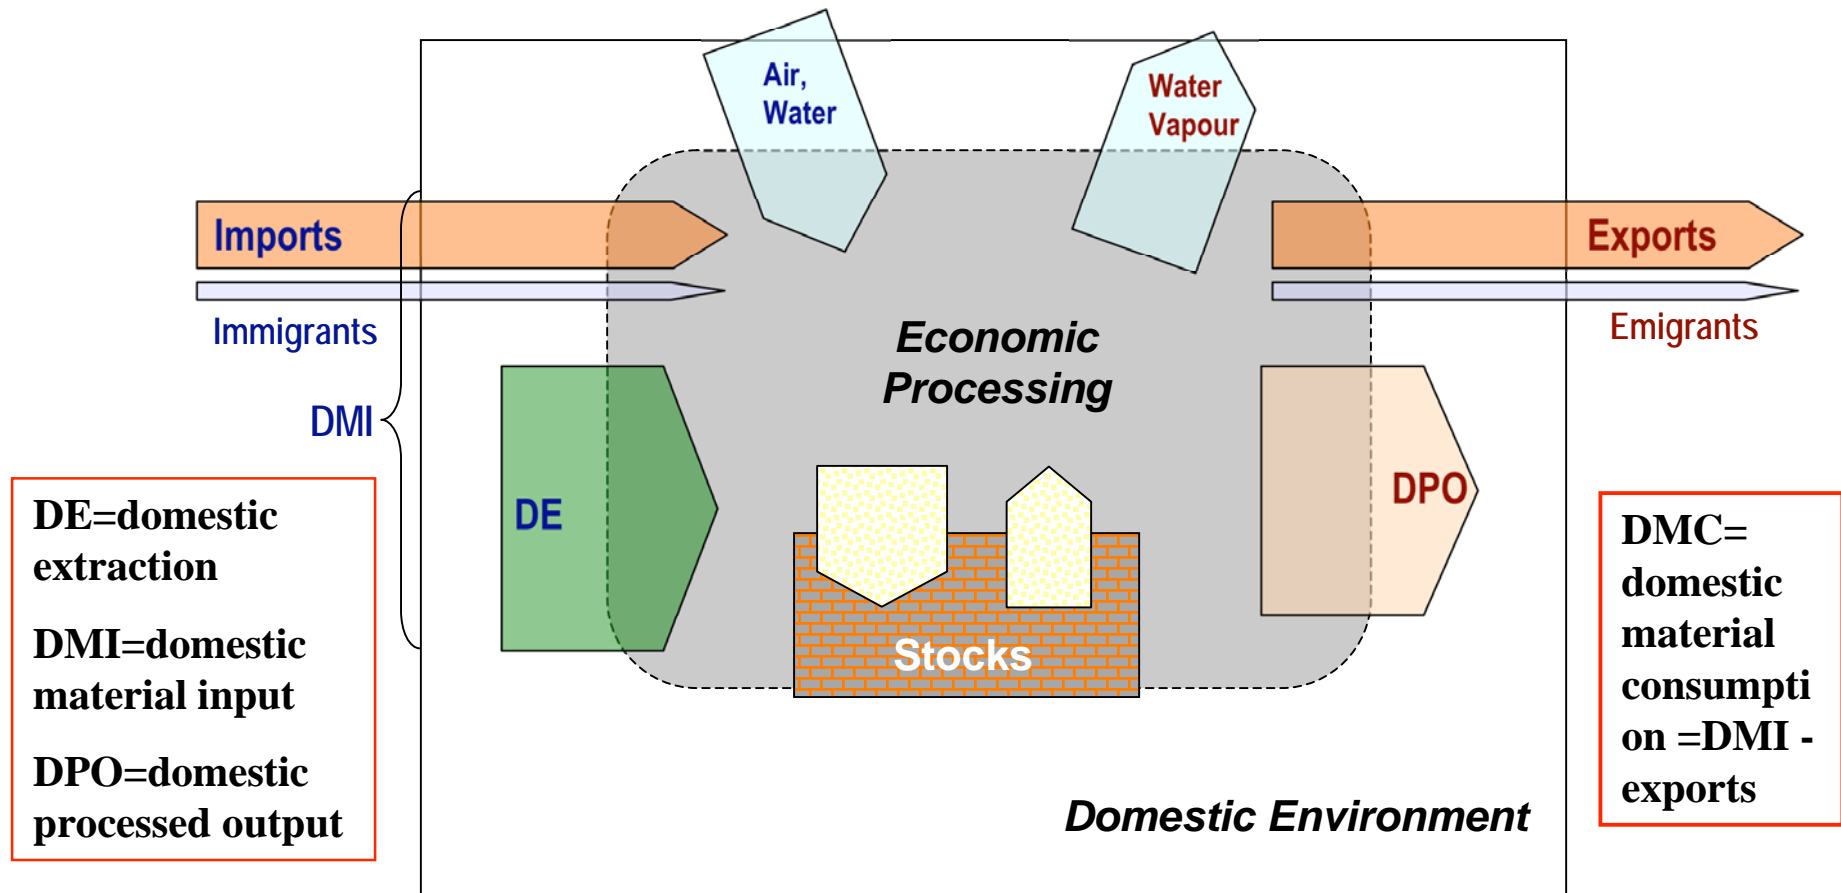 Air,
Water
Water
Vapour
Imports
Exports
Immigrants
Emigrants
Economic
Processing
DMI
DE
DPO
Stocks
DE=domestic
extraction
DMI=domestic
material input
DPO=domestic
processed output
DMC=
domestic
material
consumpti
on =DMI -
exports
Domestic Environment